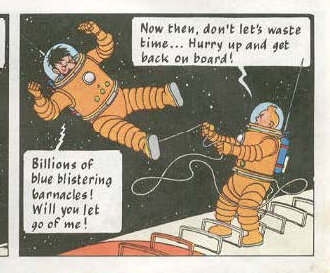 Now then, don't let's waste
time... Hurry up and get
back on board!
Billions of
blue blistering
barnacles!
Will you let
go of me!